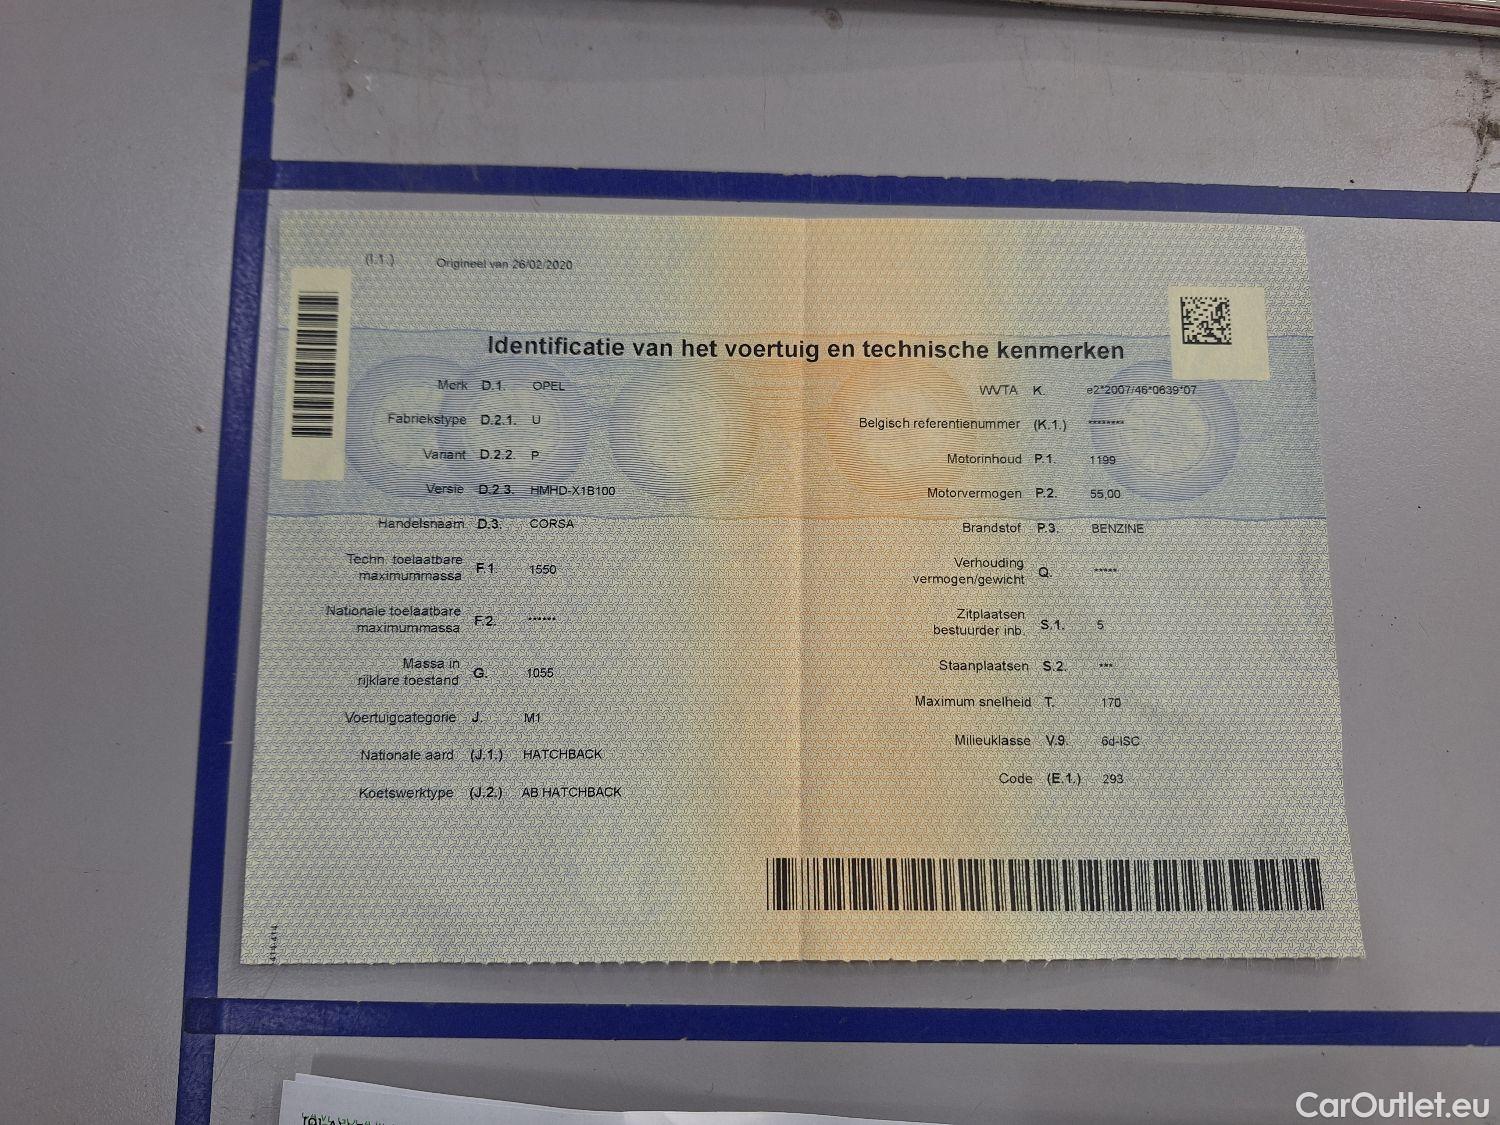 (I.1.) Origineel van 26/02/2020
Identificatie van het voertuig en technische kenmerken
Merk D.1. OPEL
Fabriekstype D.2.1. U
Variant D.2.2. P
Versie D.2.3. HMHD-X1B100
Handelsnaam D.3. CORSA
Techn. toelaatbare
maximummassa F.1. 1550
Nationale toelaatbare
maximummassa F.2. ******
Massa in
rijklare toestand G. 1055
Voertuigcategorie J. M1
Nationale aard (J.1.) HATCHBACK
Koetswerktype (J.2.) AB HATCHBACK
WVTA K. e2*2007/46*0639*07
Belgisch referentienummer (K.1.) ********
Motorinhoud P.1. 1199
Motorvermogen P.2. 55,00
Brandstof P.3. BENZINE
Verhouding
vermogen/gewicht Q. *****
Zitplaatsen
bestuurder inb. S.1. 5
Staanplaatsen S.2. ***
Maximum snelheid T. 170
Milieuklasse V.9. 6d-ISC
Code (E.1.) 293
414.414
CarOutlet.eu